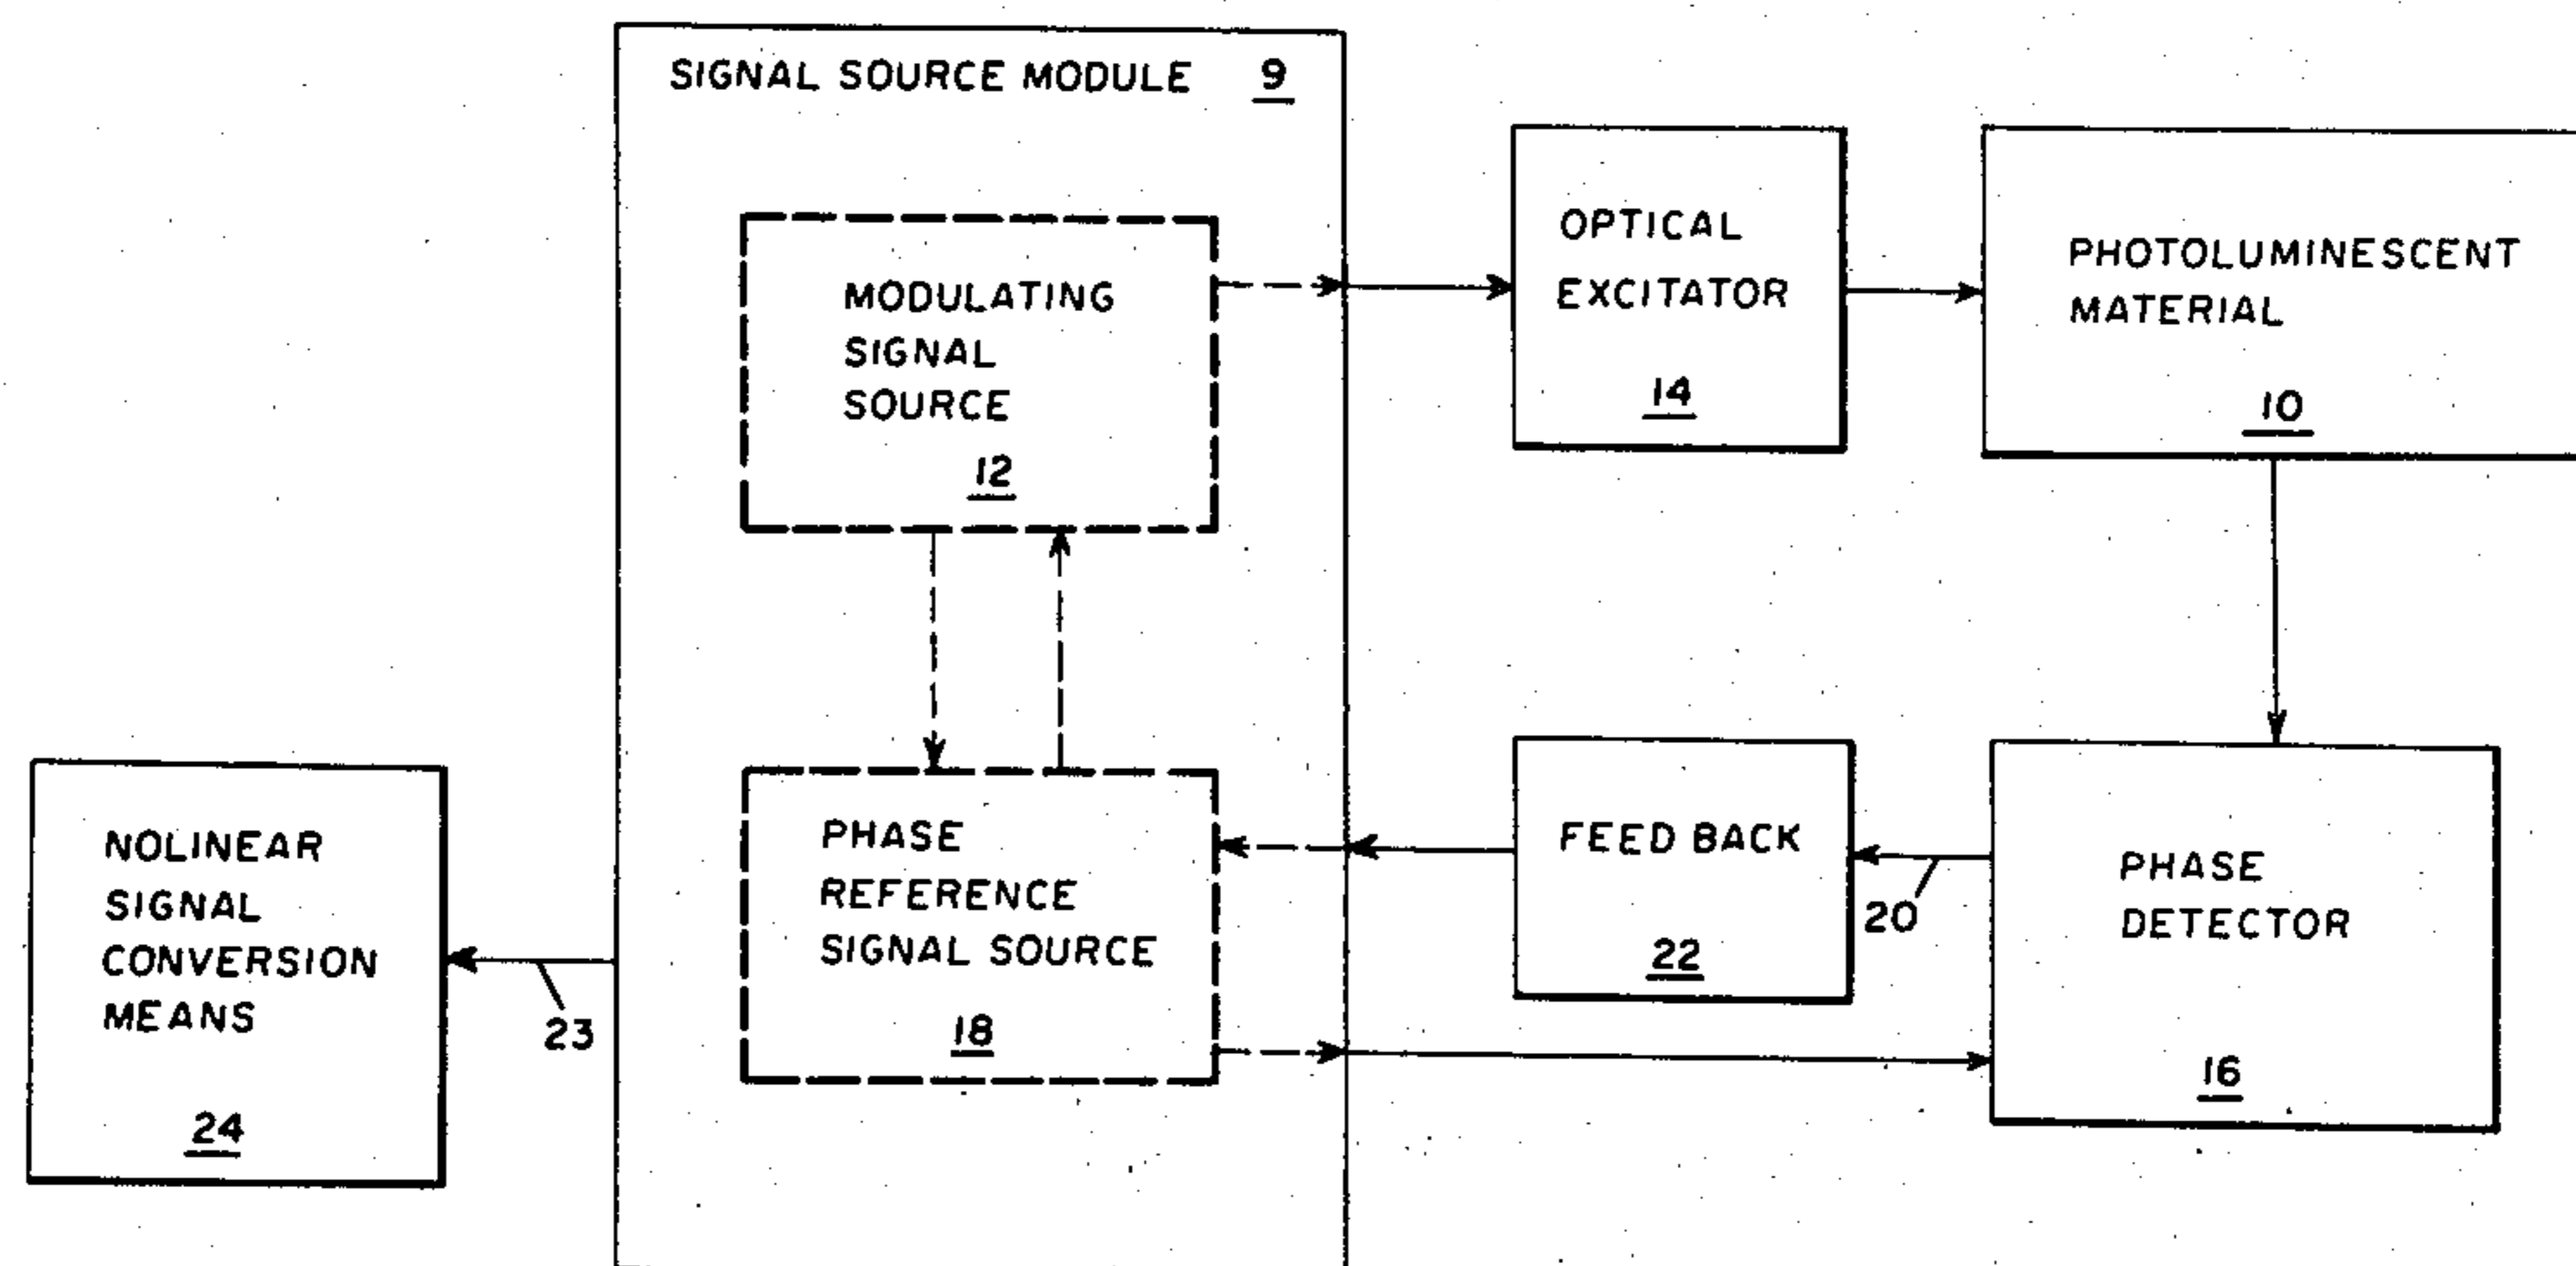 SIGNAL SOURCE MODULE 9
MODULATING
SIGNAL
SOURCE
12
OPTICAL
EXCITATOR
14
PHOTOLUMINESCENT
MATERIAL
10
NOLINEAR
SIGNAL
CONVERSION
MEANS
24
23
PHASE
REFERENCE
SIGNAL SOURCE
18
FEED BACK
22
20
PHASE
DETECTOR
16